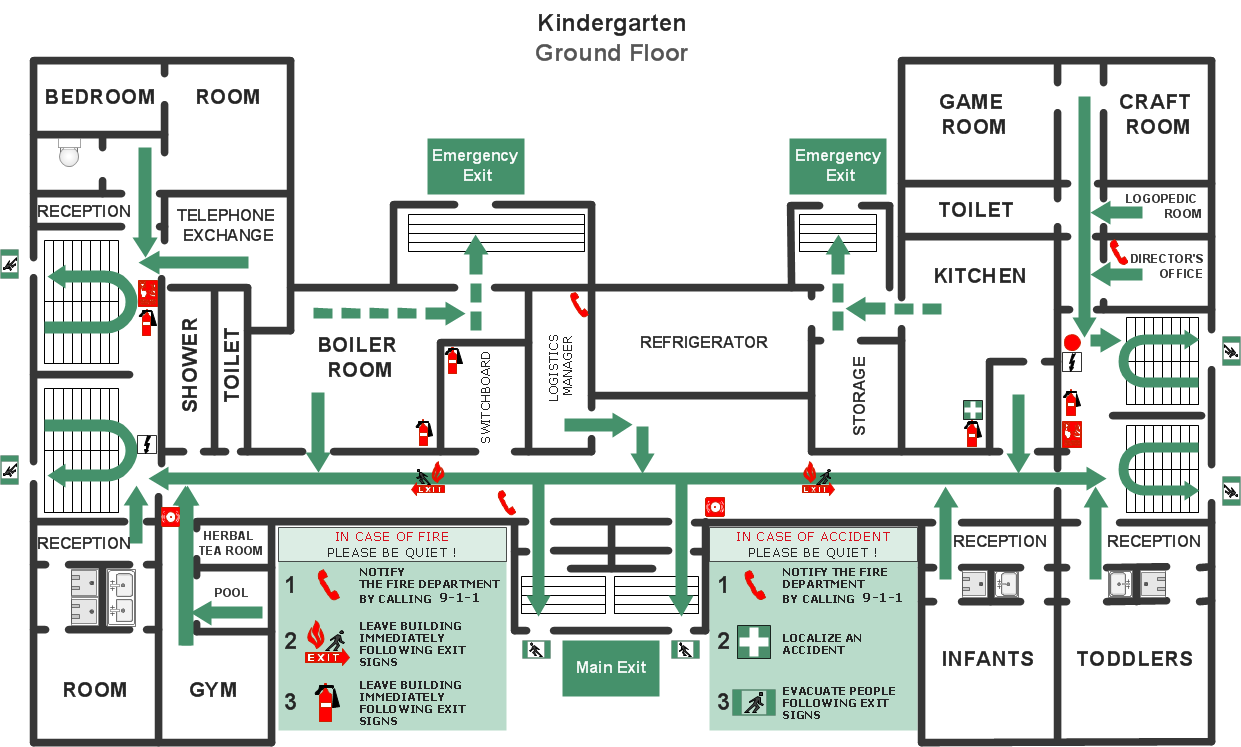 Kindergarten
Ground Floor
BEDROOM
ROOM
GAME
ROOM
CRAFT
ROOM
Emergency
Exit
Emergency
Exit
RECEPTION
TELEPHONE
EXCHANGE
TOILET
LOGOPEDIC
ROOM
KITCHEN
DIRECTOR'S
OFFICE
SHOWER
TOILET
BOILER
ROOM
SWITCHBOARD
LOGISTICS
MANAGER
REFRIGERATOR
STORAGE
EXIT
EXIT
RECEPTION
HERBAL
TEA ROOM
POOL
ROOM
GYM
IN CASE OF FIRE
PLEASE BE QUIET !
1
NOTIFY
THE FIRE DEPARTMENT
BY CALLING 9-1-1
2
EXIT
LEAVE BUILDING
IMMEDIATELY
FOLLOWING EXIT
SIGNS
3
LEAVE BUILDING
IMMEDIATELY
FOLLOWING EXIT
SIGNS
Main Exit
IN CASE OF ACCIDENT
PLEASE BE QUIET !
1
NOTIFY THE FIRE
DEPARTMENT
BY CALLING 9-1-1
2
LOCALIZE AN
ACCIDENT
3
EVACUATE PEOPLE
FOLLOWING EXIT
SIGNS
RECEPTION
RECEPTION
INFANTS
TODDLERS